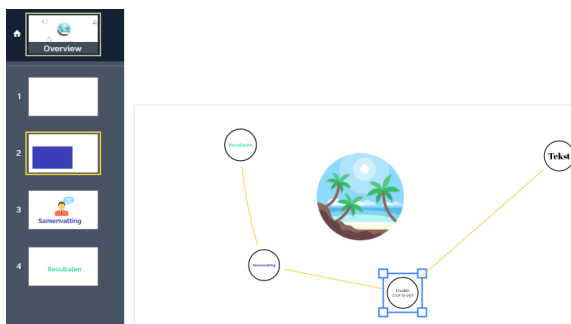 Overview
1
2
3
Samenvatting
4
Resultaten
Resultaten
Tekst
Samenvatting
Double
click to edit